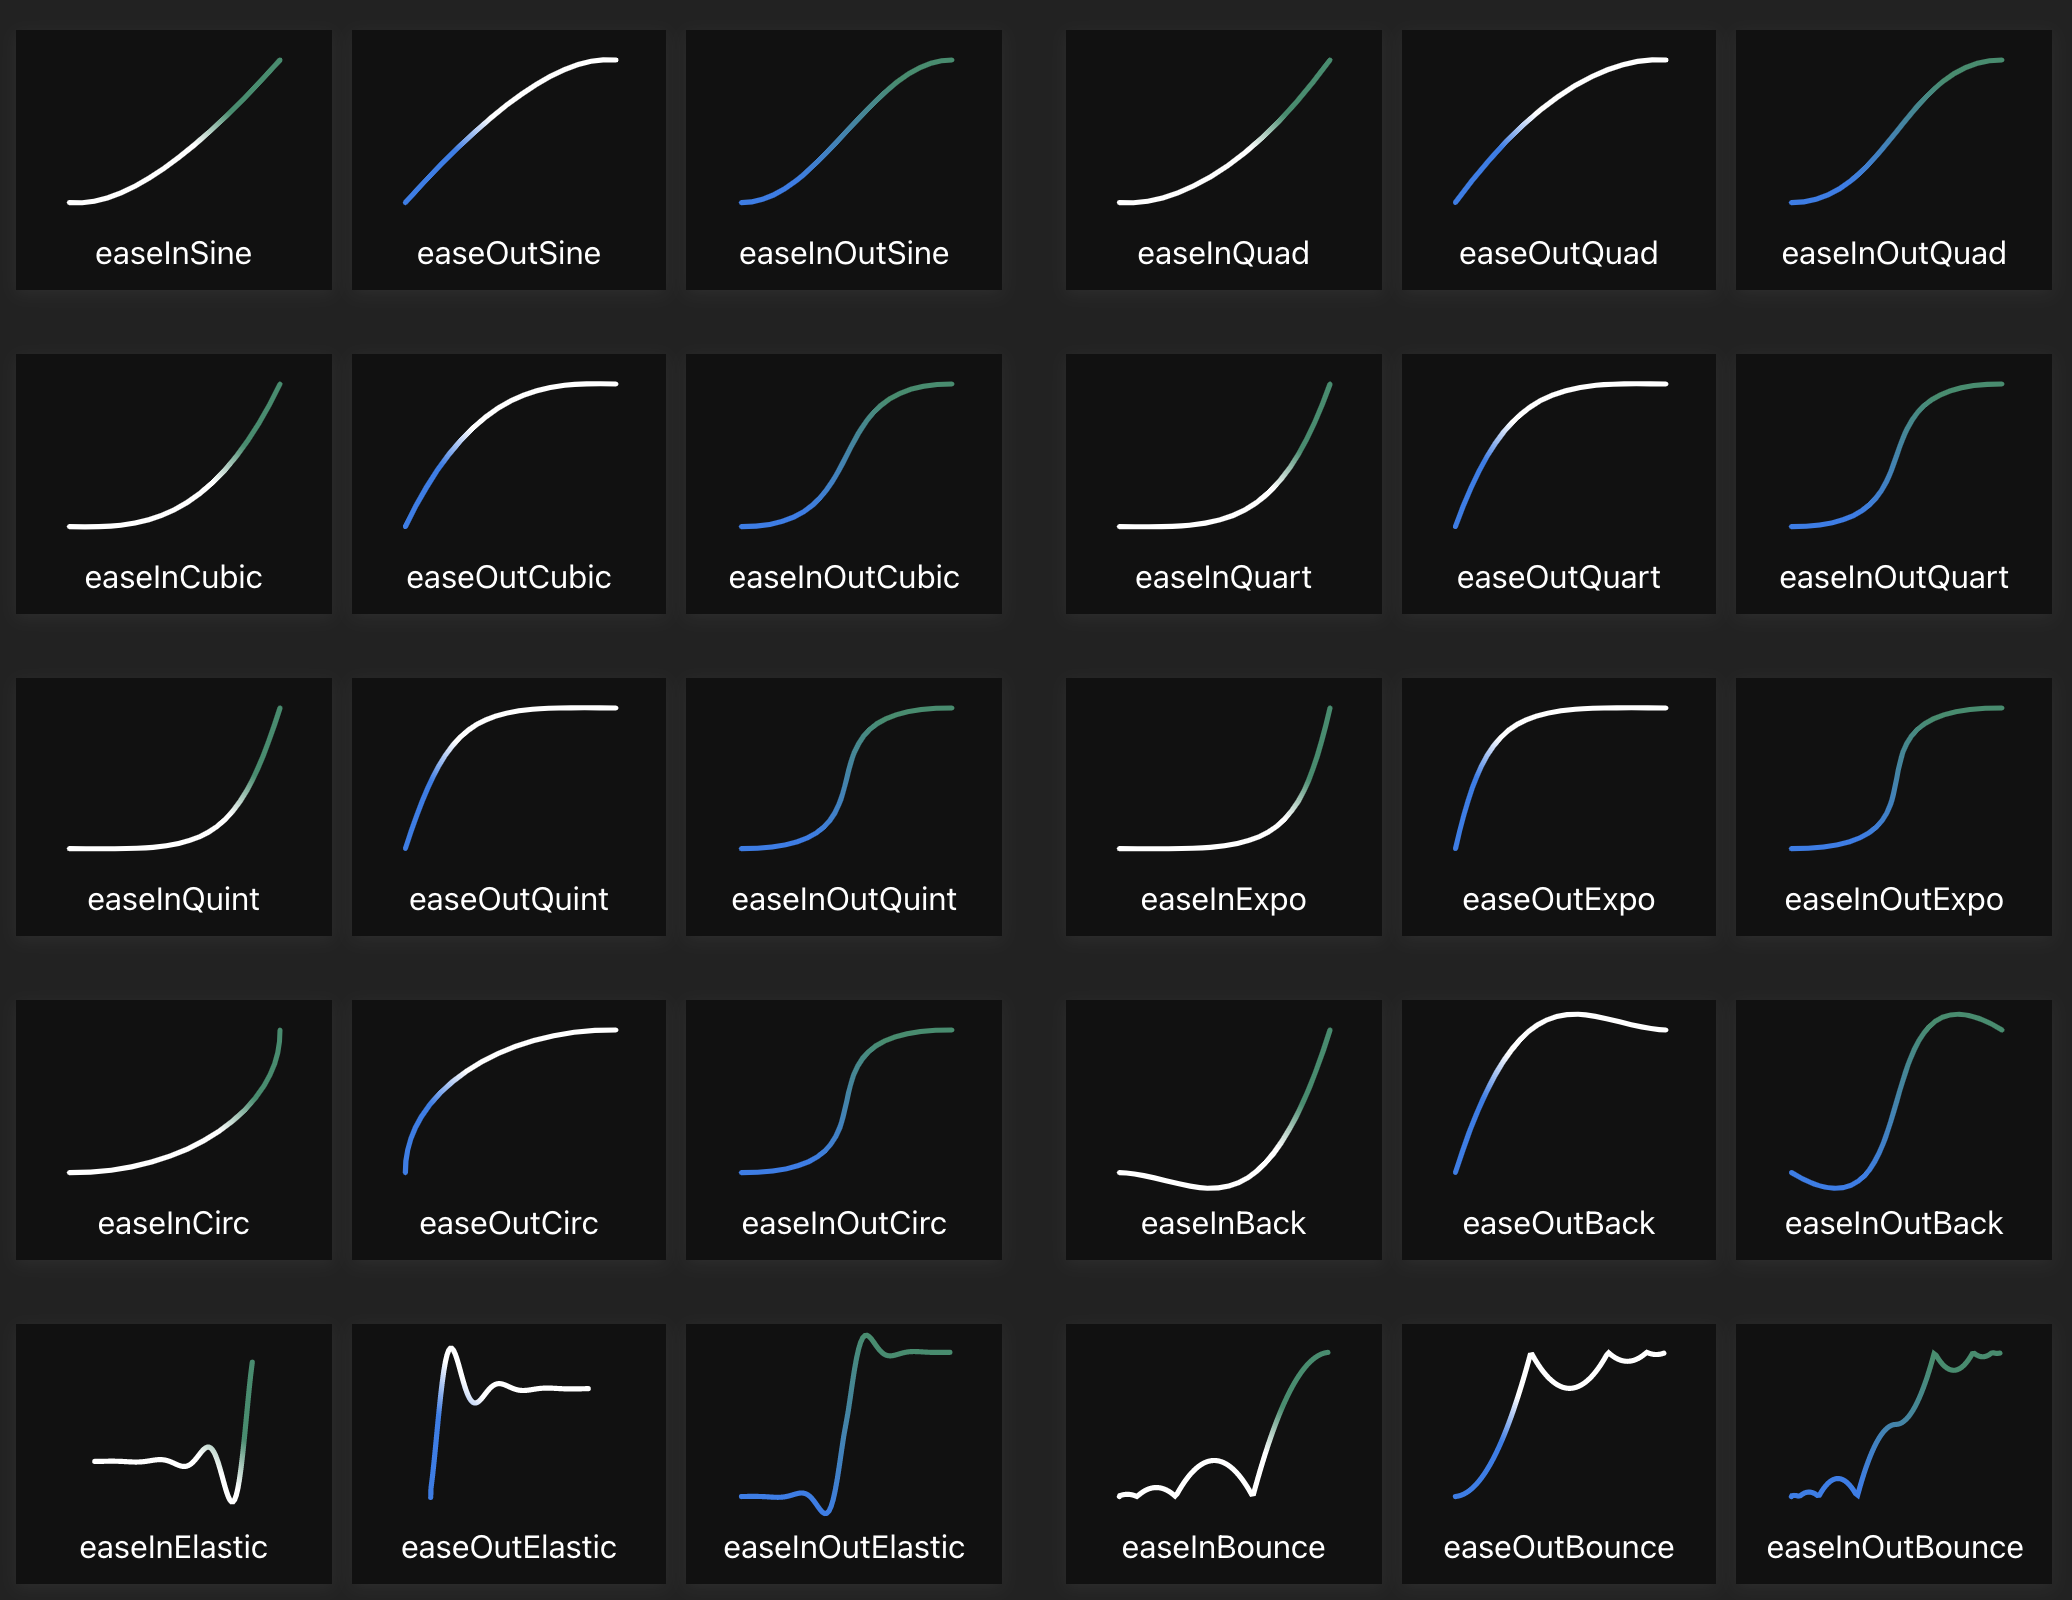 easeInSine
easeOutSine
easeInOutSine
easeInQuad
easeOutQuad
easeInOutQuad
easeInCubic
easeOutCubic
easeInOutCubic
easeInQuart
easeOutQuart
easeInOutQuart
easeInQuint
easeOutQuint
easeInOutQuint
easeInExpo
easeOutExpo
easeInOutExpo
easeInCirc
easeOutCirc
easeInOutCirc
easeInBack
easeOutBack
easeInOutBack
easeInElastic
easeOutElastic
easeInOutElastic
easeInBounce
easeOutBounce
easeInOutBounce